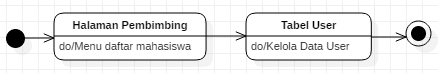 Halaman Pembimbing
do/Menu daftar mahasiswa
Tabel User
do/Kelola Data User